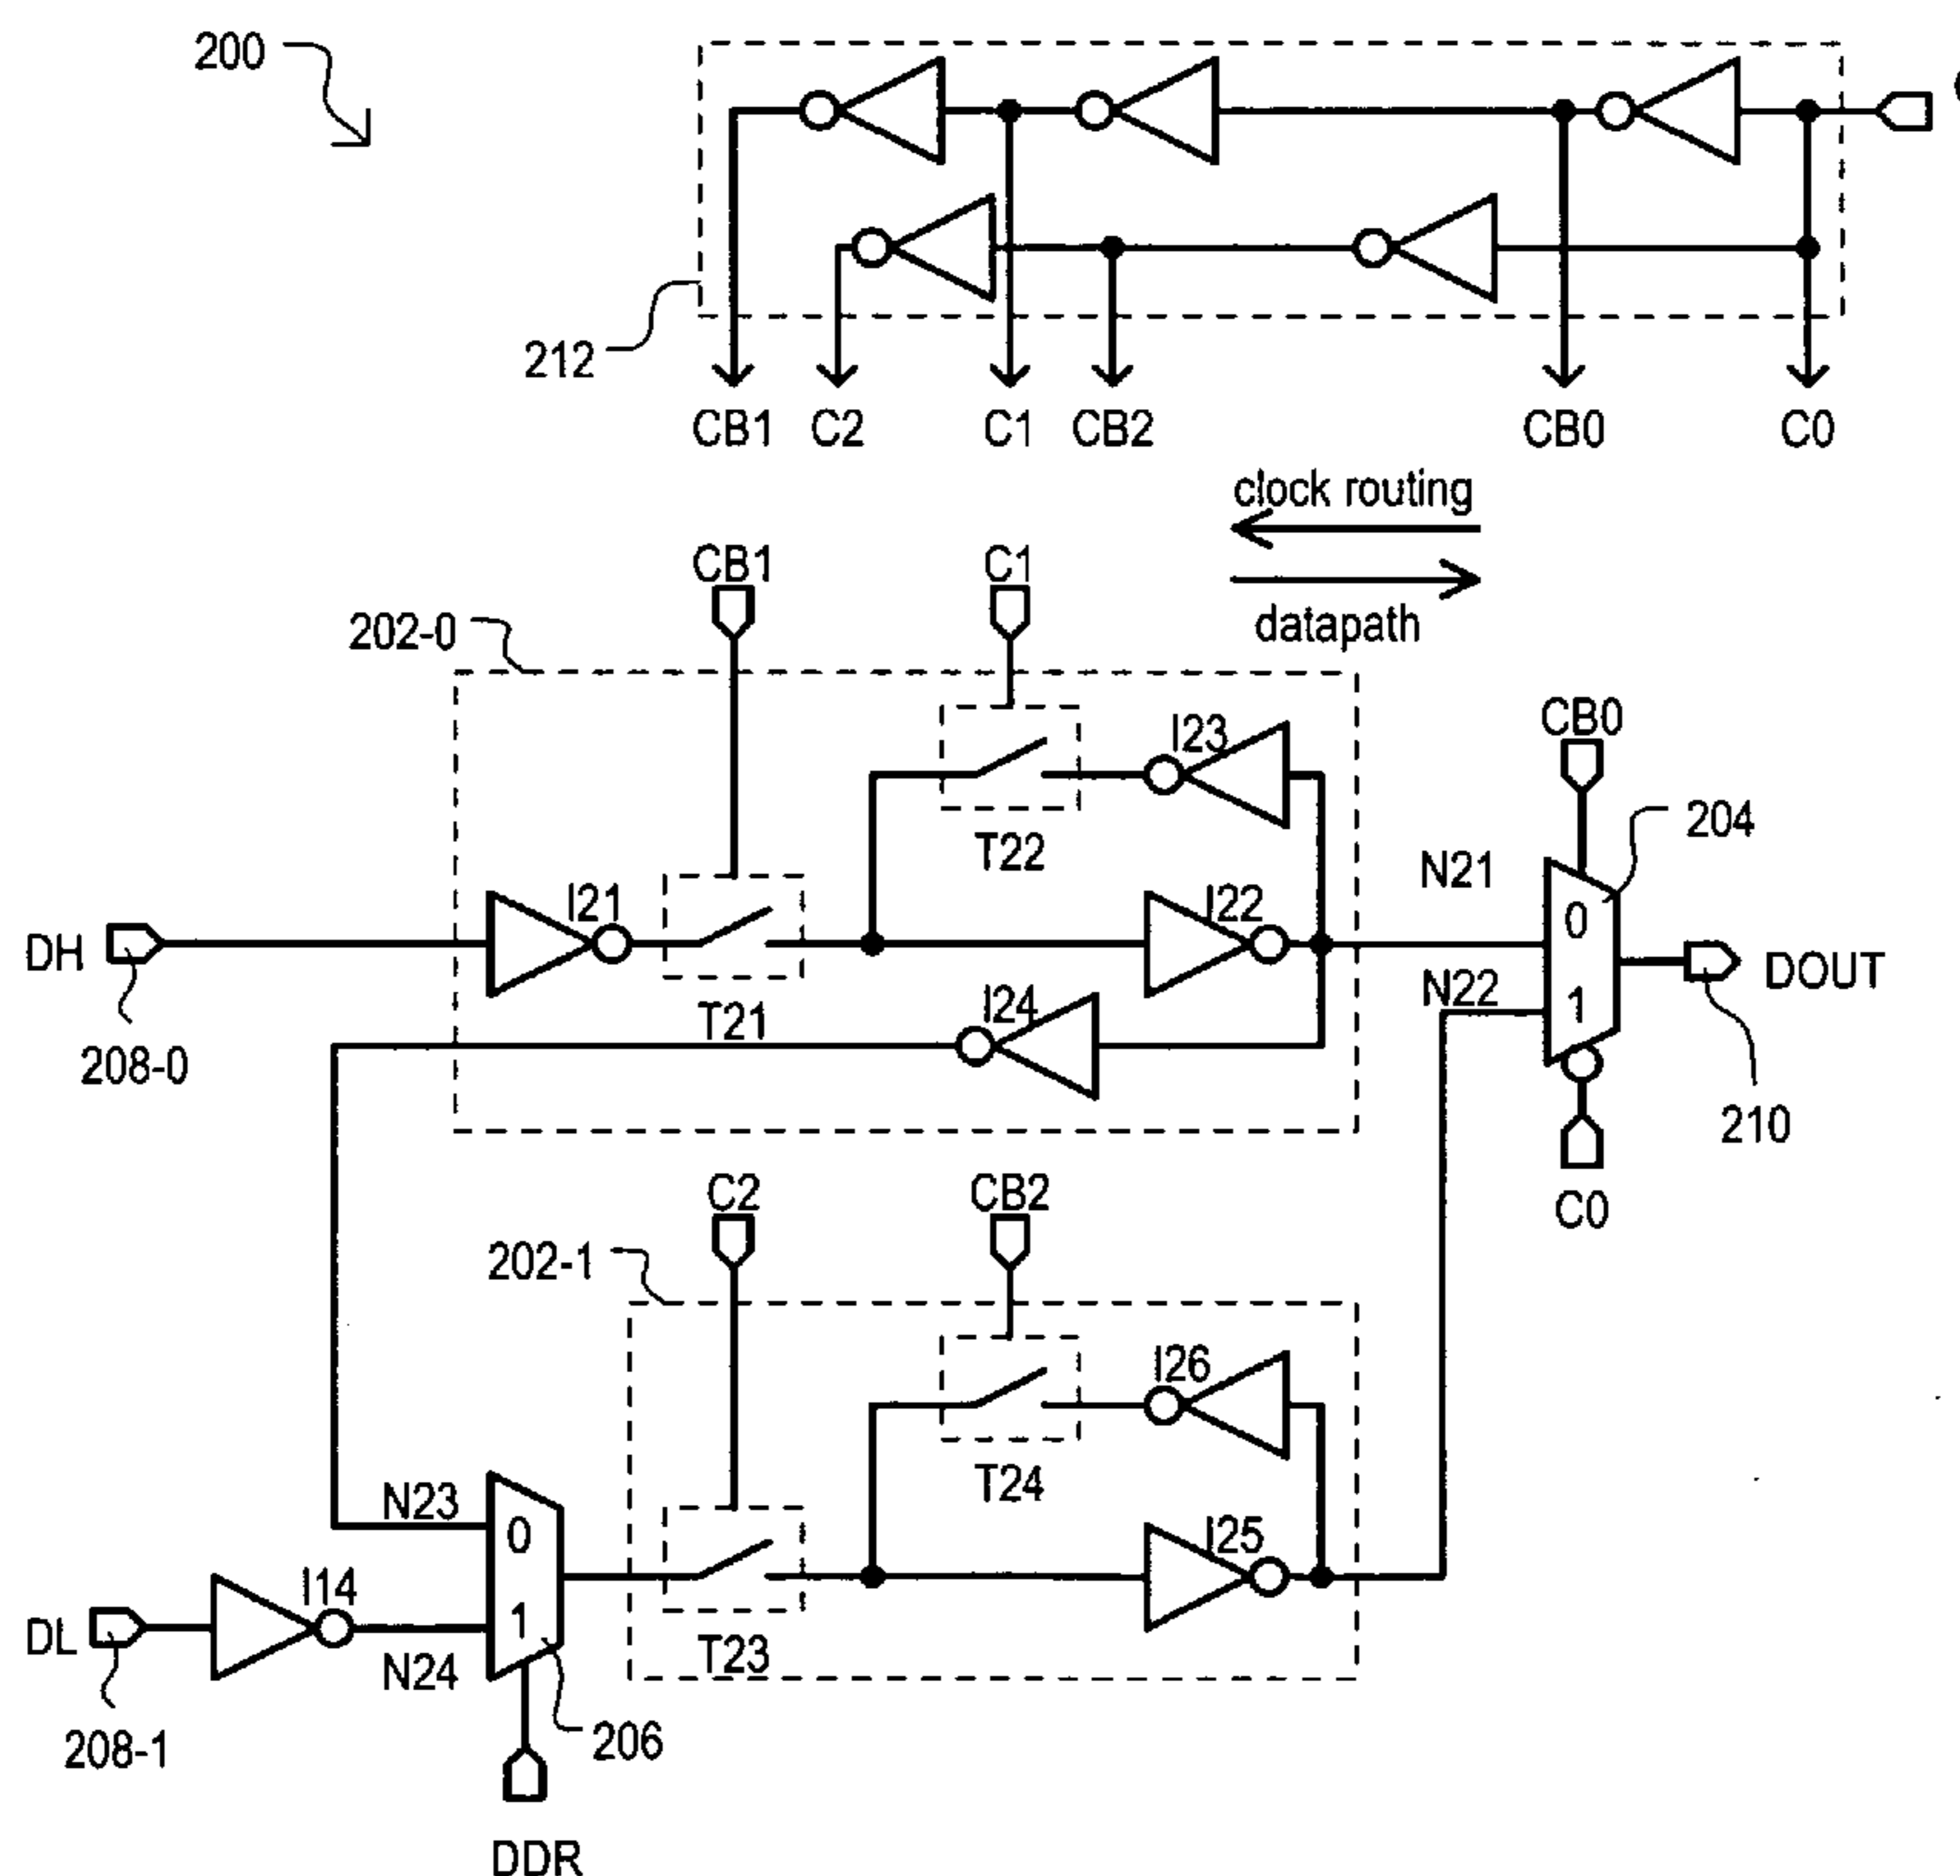 200
212
CB1 C2 C1 CB2 CB0 C0
clock routing
datapath
CB1 C1
202-0
CB0
I23
204
T22
N21
I21 I22
0
DH
DOUT
N22
I24
1
T21
208-0
210
C2 CB2
C0
202-1
I26
T24
N23
0
I25
I14
1
DL
T23
N24
206
208-1
DDR